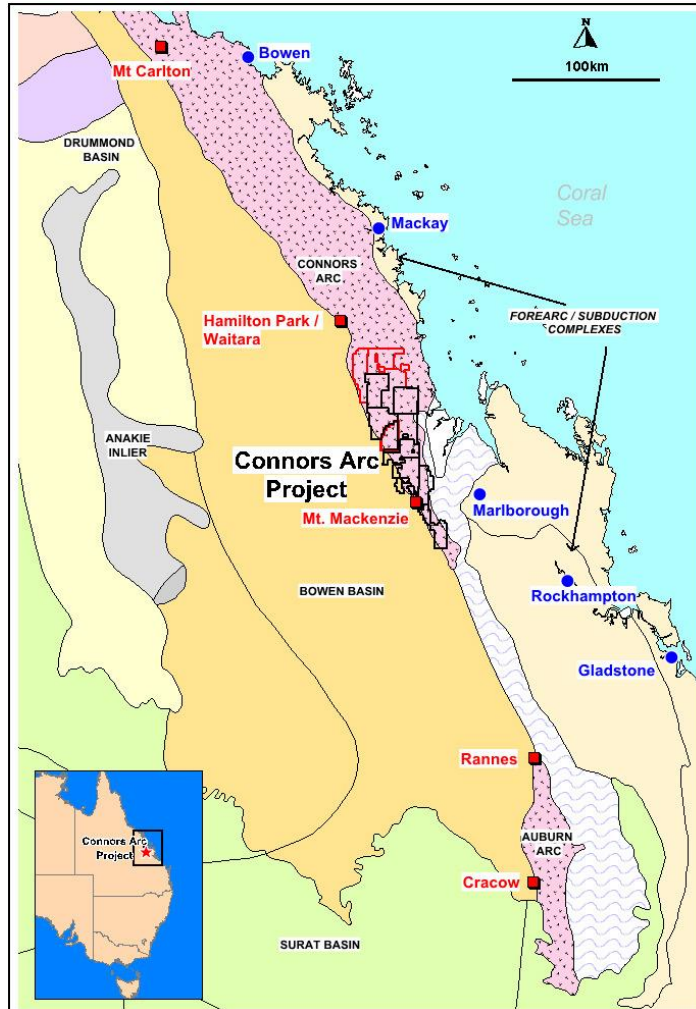 N
100km
Bowen
Mt Carlton
DRUMMOND
BASIN
Coral
Sea
Mackay
CONNORS
ARC
FOREARC / SUBDUCTION
COMPLEXES
Hamilton Park /
Waitara
ANAKIE
INLIER
Connors Arc
Project
Marlborough
Mt. Mackenzie
BOWEN BASIN
Rockhampton
Gladstone
Rannes
AUBURN
ARC
Cracow
Connors Arc
Project
SURAT BASIN